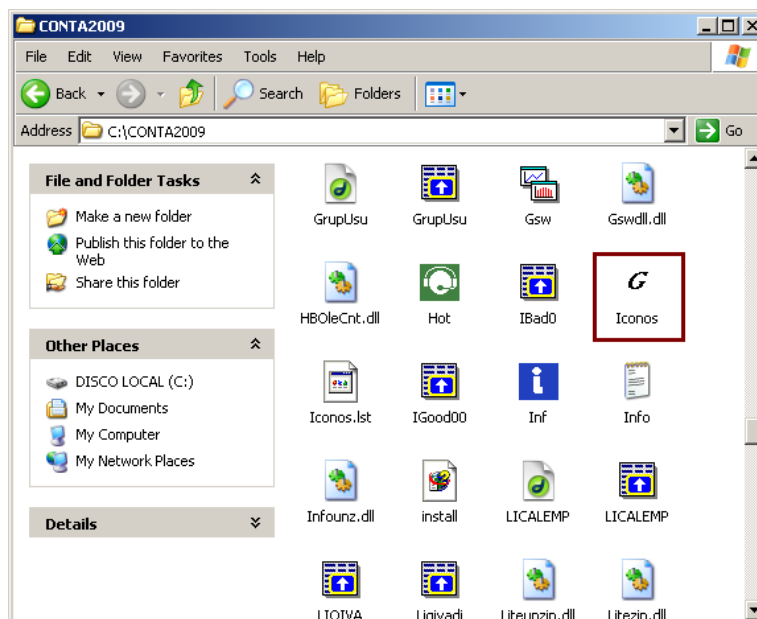 CONTA2009
File Edit View Favorites Tools Help
Back Search Folders
Address C:\CONTA2009 Go
File and Folder Tasks
Make a new folder
Publish this folder to the
Web
Share this folder
Other Places
DISCO LOCAL (C:)
My Documents
My Computer
My Network Places
Details
GrupUsu GrupUsu Gsw Gswdll.dll
HBOleCnt.dll Hot IBad0 Iconos
Iconos.lst IGood00 Inf Info
Infounz.dll install LICALEMP LICALEMP
LIQIVA Liqivadi Liteunzip.dll Litezip.dll